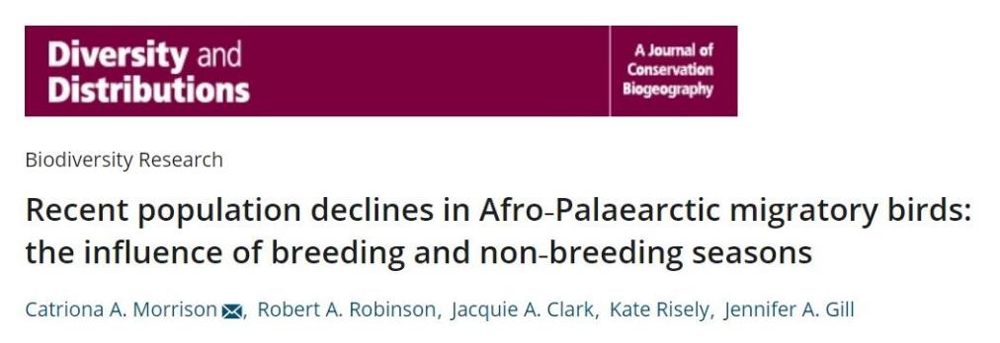 Diversity and
Distributions
A Journal of
Conservation
Biogeography
Biodiversity Research
Recent population declines in Afro-Palaearctic migratory birds:
the influence of breeding and non-breeding seasons
Catriona A. Morrison, Robert A. Robinson, Jacquie A. Clark, Kate Risely, Jennifer A. Gill